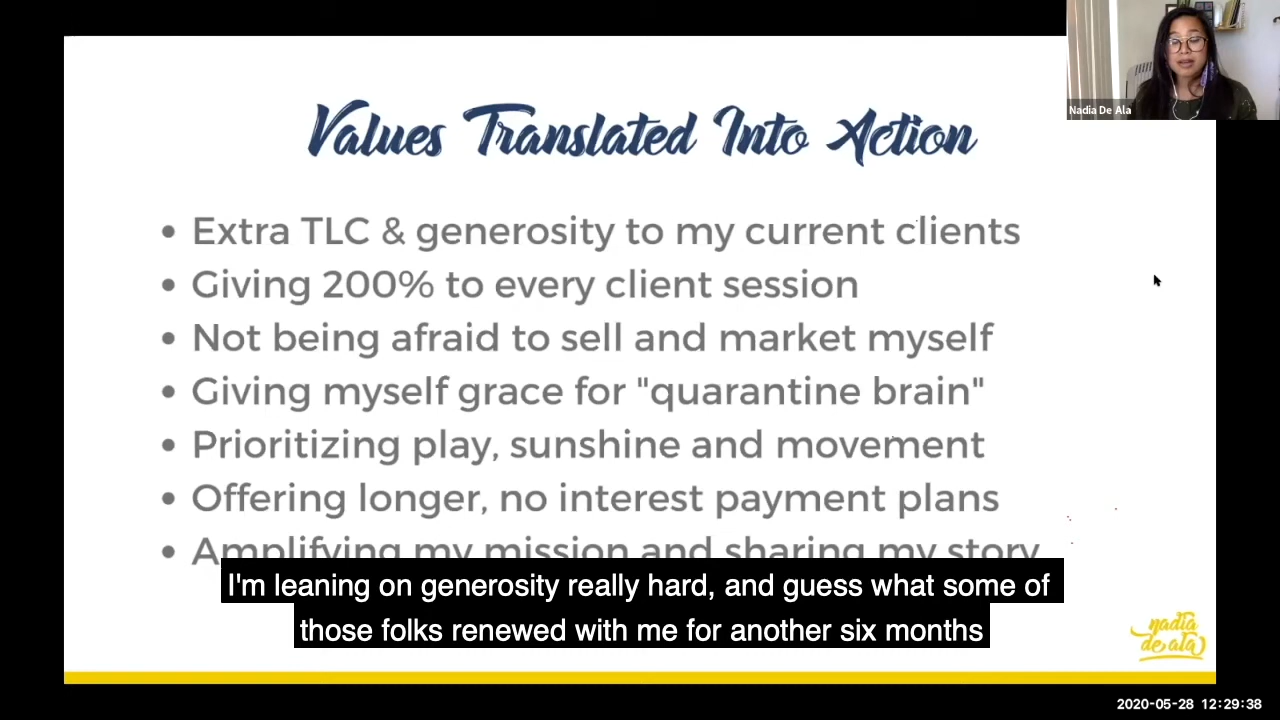 Nadia De Ala
Values Translated Into Action
• Extra TLC & generosity to my current clients
• Giving 200% to every client session
• Not being afraid to sell and market myself
• Giving myself grace for "quarantine brain"
• Prioritizing play, sunshine and movement
• Offering longer, no interest payment plans
• Amplifying my mission and sharing my story
I'm leaning on generosity really hard, and guess what some of
those folks renewed with me for another six months
nadia
de ala
2020-05-28 12:29:38